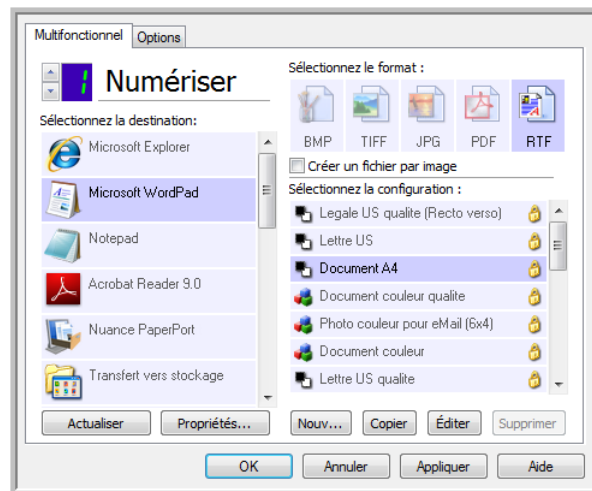 Multifonctionnel
Options
1 Numériser
Sélectionnez la destination:
Microsoft Explorer
Microsoft WordPad
Notepad
Acrobat Reader 9.0
Nuance PaperPort
Transfert vers stockage
Actualiser
Propriétés...
Sélectionnez le format :
BMP
TIFF
JPG
PDF
RTF
Créer un fichier par image
Sélectionnez la configuration :
Legale US qualite (Recto verso)
Lettre US
Document A4
Document couleur qualite
Photo couleur pour eMail (6x4)
Document couleur
Lettre US qualite
Nouv...
Copier
Éditer
Supprimer
OK
Annuler
Appliquer
Aide